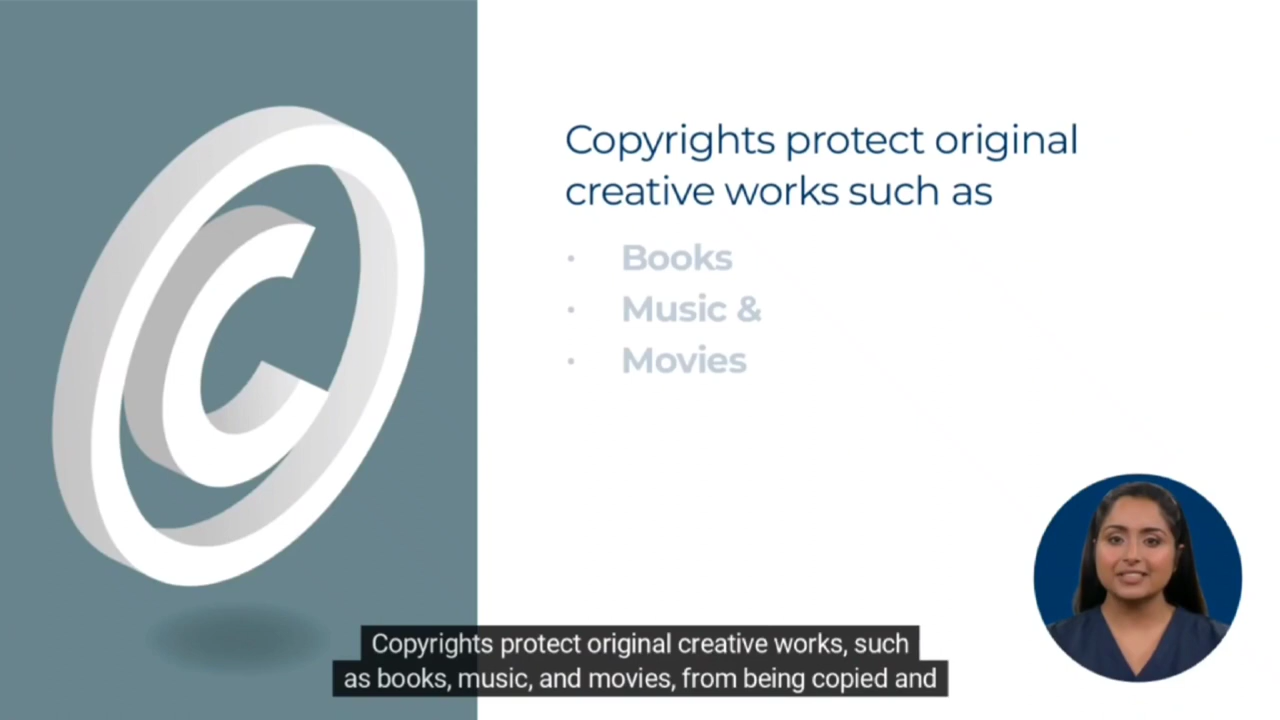 Copyrights protect original
creative works such as
• Books
• Music &
• Movies
Copyrights protect original creative works, such
as books, music, and movies, from being copied and